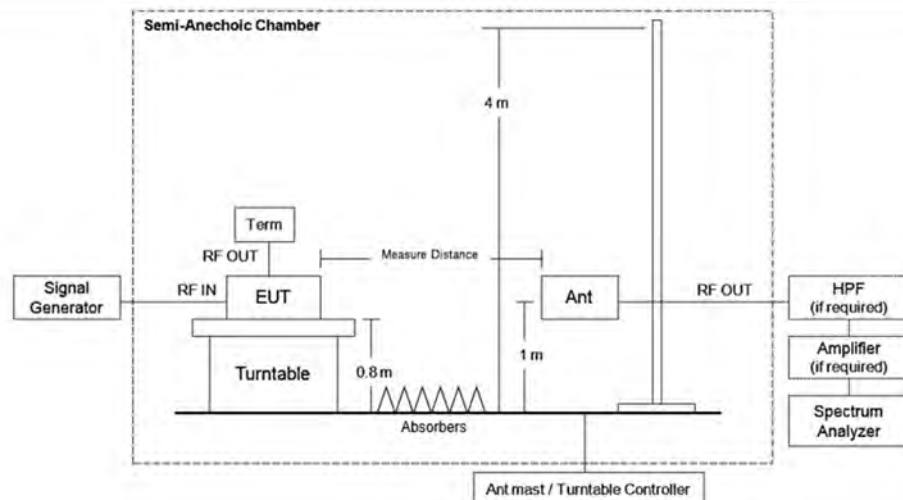 Semi-Anechoic Chamber
4 m
Term
RF OUT
Measure Distance
Signal
Generator
RF IN
EUT
Ant
RF OUT
HPF
(if required)
0.8 m
1 m
Turntable
Amplifier
(if required)
Absorbers
Spectrum
Analyzer
Ant mast / Turntable Controller